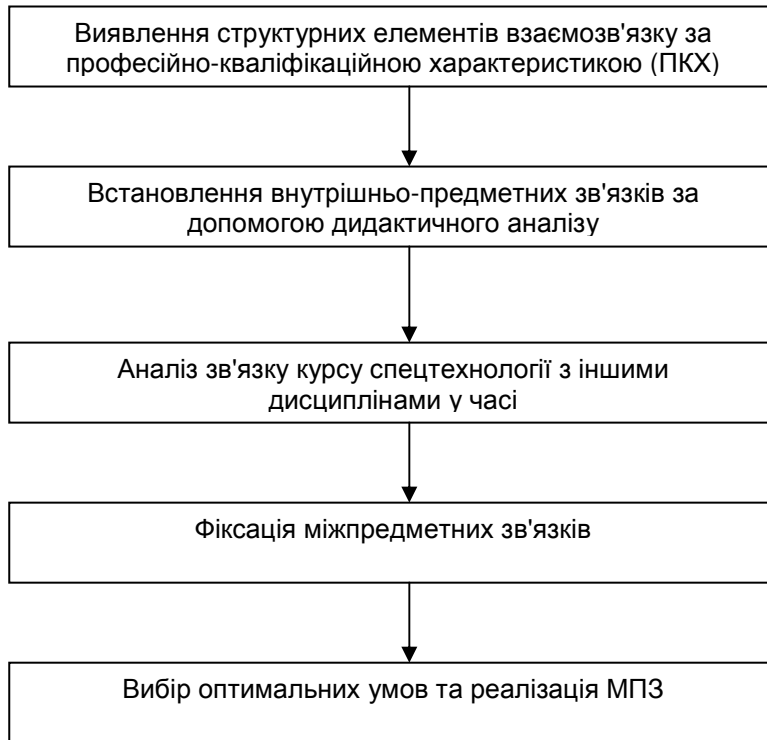 Виявлення структурних елементів взаємозв'язку за
професійно-кваліфікаційною характеристикою (ПКХ)
Встановлення внутрішньо-предметних зв'язків за
допомогою дидактичного аналізу
Аналіз зв'язку курсу спецтехнології з іншими
дисциплінами у часі
Фіксація міжпредметних зв'язків
Вибір оптимальних умов та реалізація МПЗ